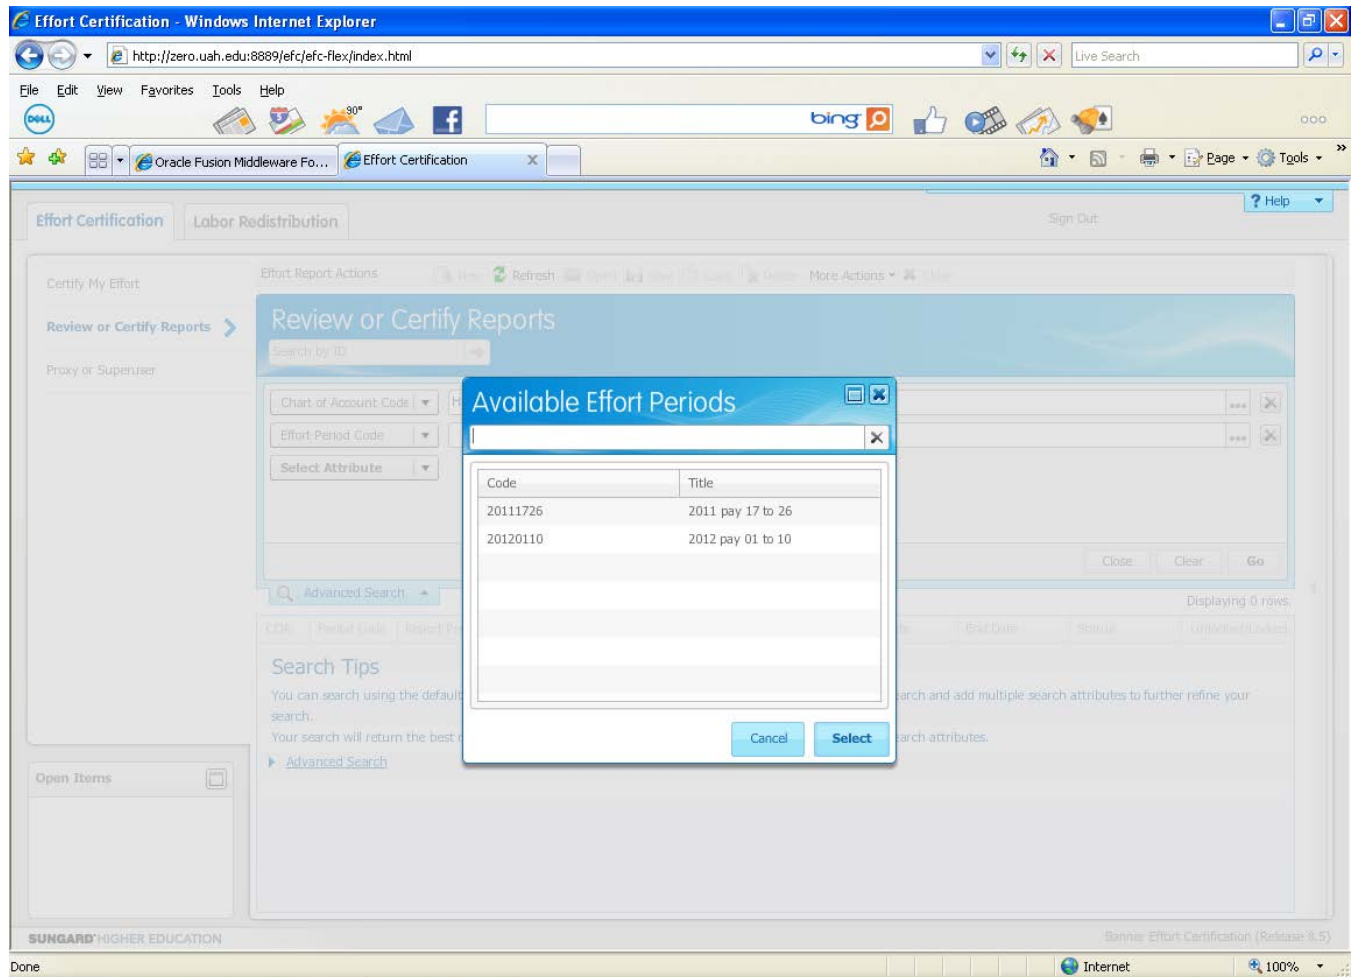 Effort Certification - Windows Internet Explorer
http://zero.uah.edu:8889/efc/efc-flex/index.html
Live Search
File Edit View Favorites Tools Help
DELL
90°
bing
Oracle Fusion Middleware Fo...
Effort Certification
Page
Tools
? Help
Effort Certification
Labor Redistribution
Sign Out
Certify My Effort
Review or Certify Reports
Proxy or Superuser
Effort Report Actions
Refresh
More Actions
Review or Certify Reports
Search by ID
Chart of Account Code
H
Effort Period Code
Select Attribute
Close Clear Go
Advanced Search
Displaying 0 rows.
Available Effort Periods
Code Title
20111726 2011 pay 17 to 26
20120110 2012 pay 01 to 10
Cancel Select
COA Period Code
End Date Status
Search Tips
You can search using the default
arch and add multiple search attributes to further refine your
search.
Your search will return the best
arch attributes.
Advanced Search
Open Items
SUNGARD HIGHER EDUCATION
Banner Effort Certification (Release 8.5)
Done
Internet
100%